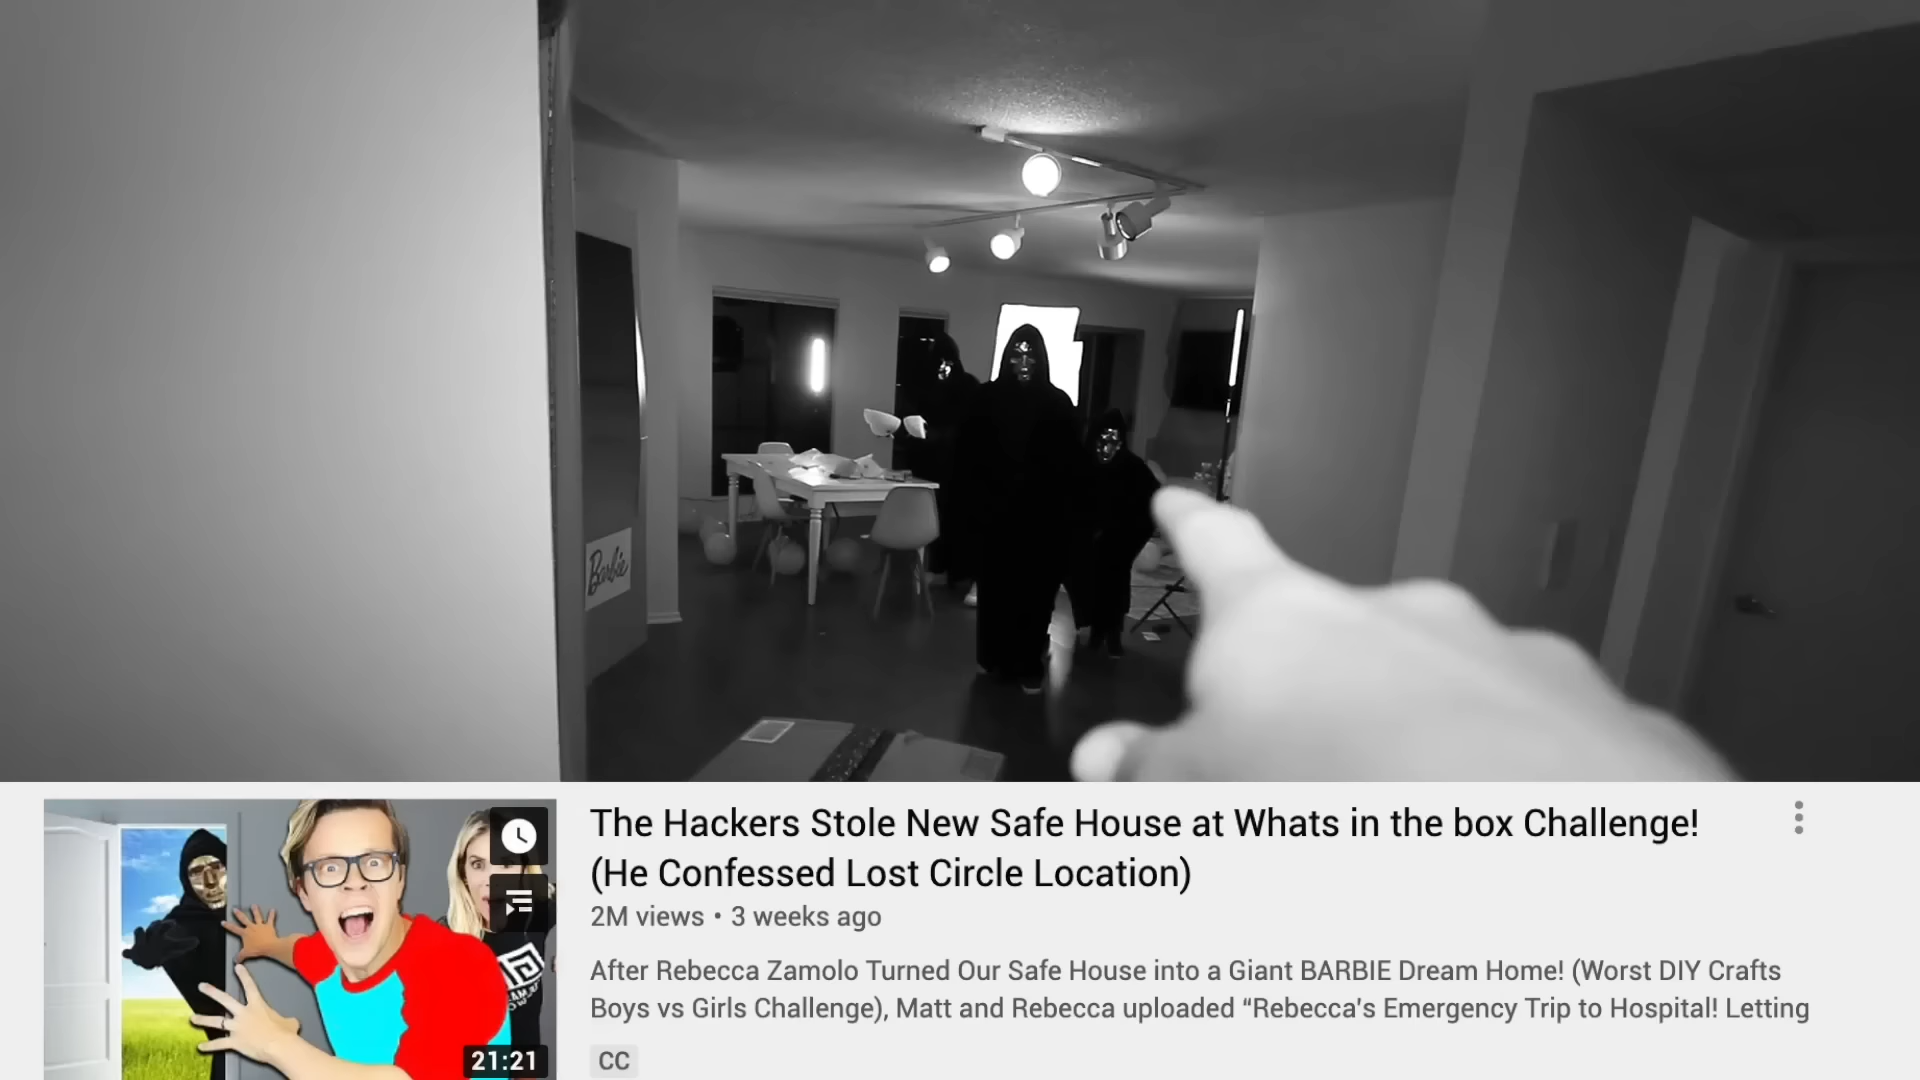 Barbie
The Hackers Stole New Safe House at Whats in the box Challenge!
(He Confessed Lost Circle Location)
2M views • 3 weeks ago
After Rebecca Zamolo Turned Our Safe House into a Giant BARBIE Dream Home! (Worst DIY Crafts
Boys vs Girls Challenge), Matt and Rebecca uploaded “Rebecca's Emergency Trip to Hospital! Letting
21:21
CC